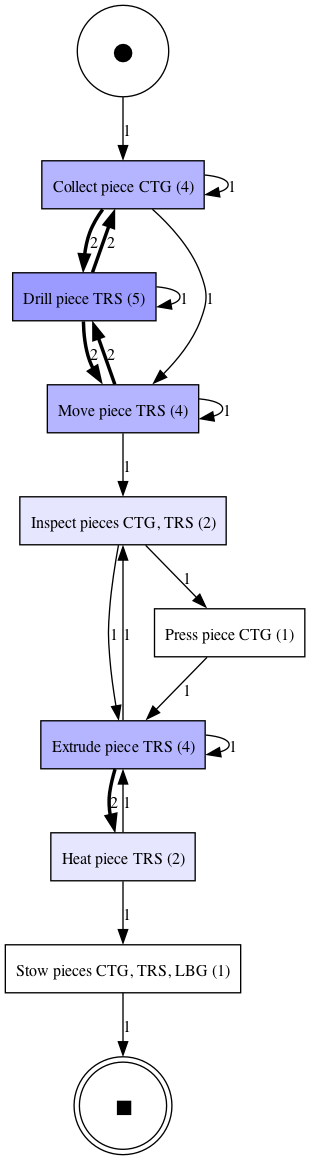 1
Collect piece CTG (4)
1
2
2
1
Drill piece TRS (5)
1
2
2
Move piece TRS (4)
1
1
Inspect pieces CTG, TRS (2)
1
1
1
Press piece CTG (1)
1
Extrude piece TRS (4)
1
2
1
Heat piece TRS (2)
1
Stow pieces CTG, TRS, LBG (1)
1